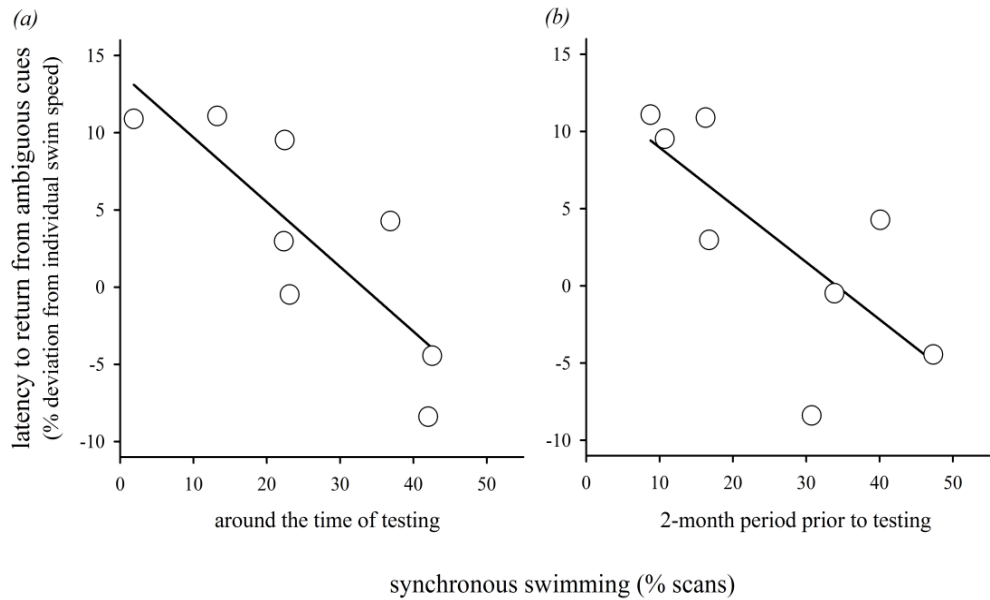 (a)
(b)
latency to return from ambiguous cues
(% deviation from individual swim speed)
15
10
5
0
-5
-10
0 10 20 30 40 50
around the time of testing
15
10
5
0
-5
-10
0 10 20 30 40 50
2-month period prior to testing
synchronous swimming (% scans)